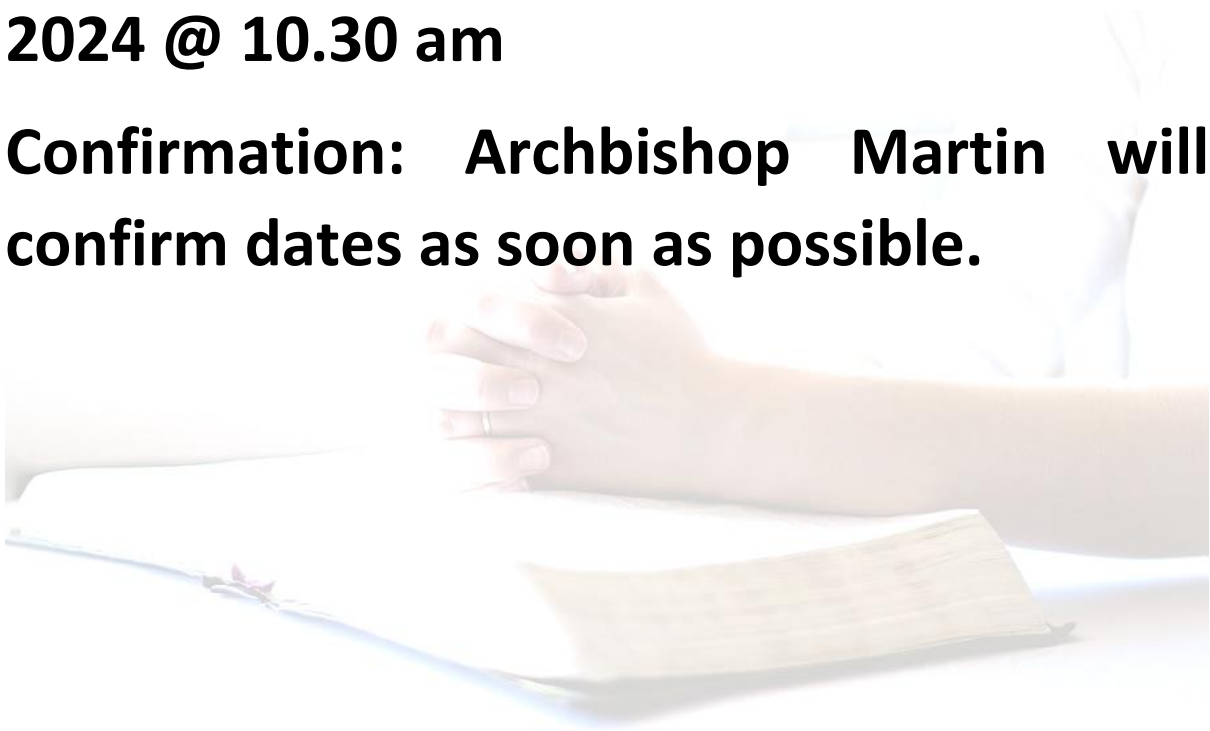 2024 @ 10.30 am
Confirmation: Archbishop Martin will
confirm dates as soon as possible.